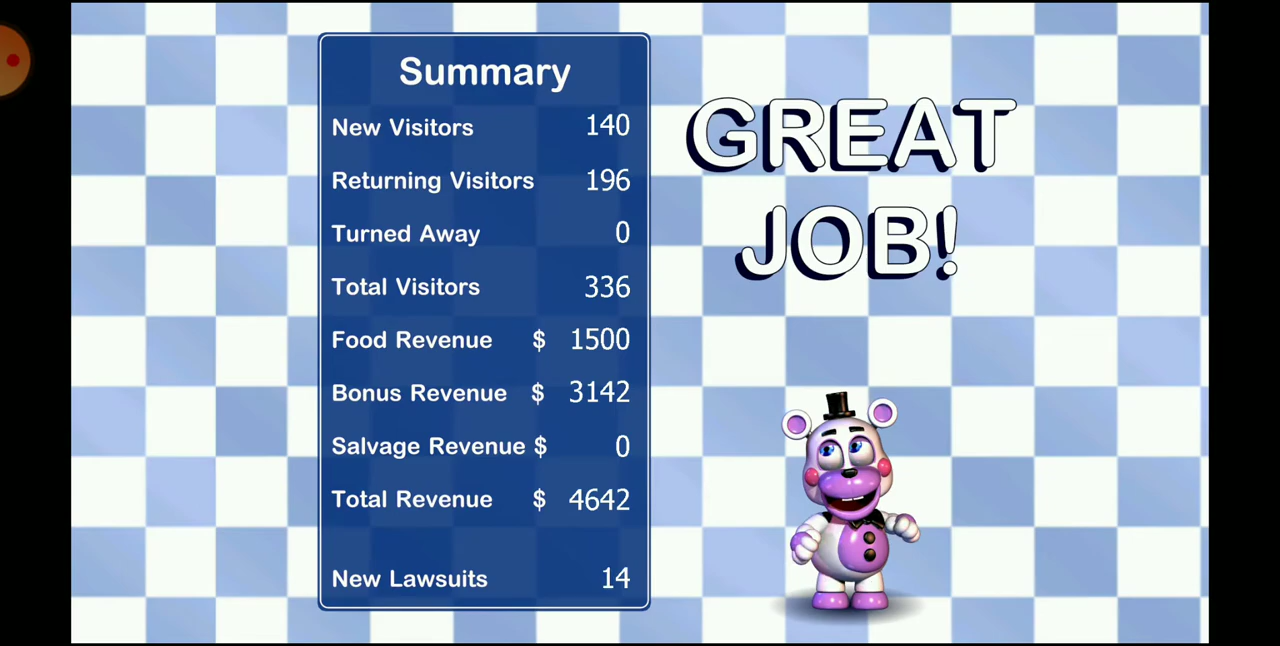 Summary
New Visitors 140
Returning Visitors 196
Turned Away 0
Total Visitors 336
Food Revenue $ 1500
Bonus Revenue $ 3142
Salvage Revenue $ 0
Total Revenue $ 4642
New Lawsuits 14
GREAT
JOB!